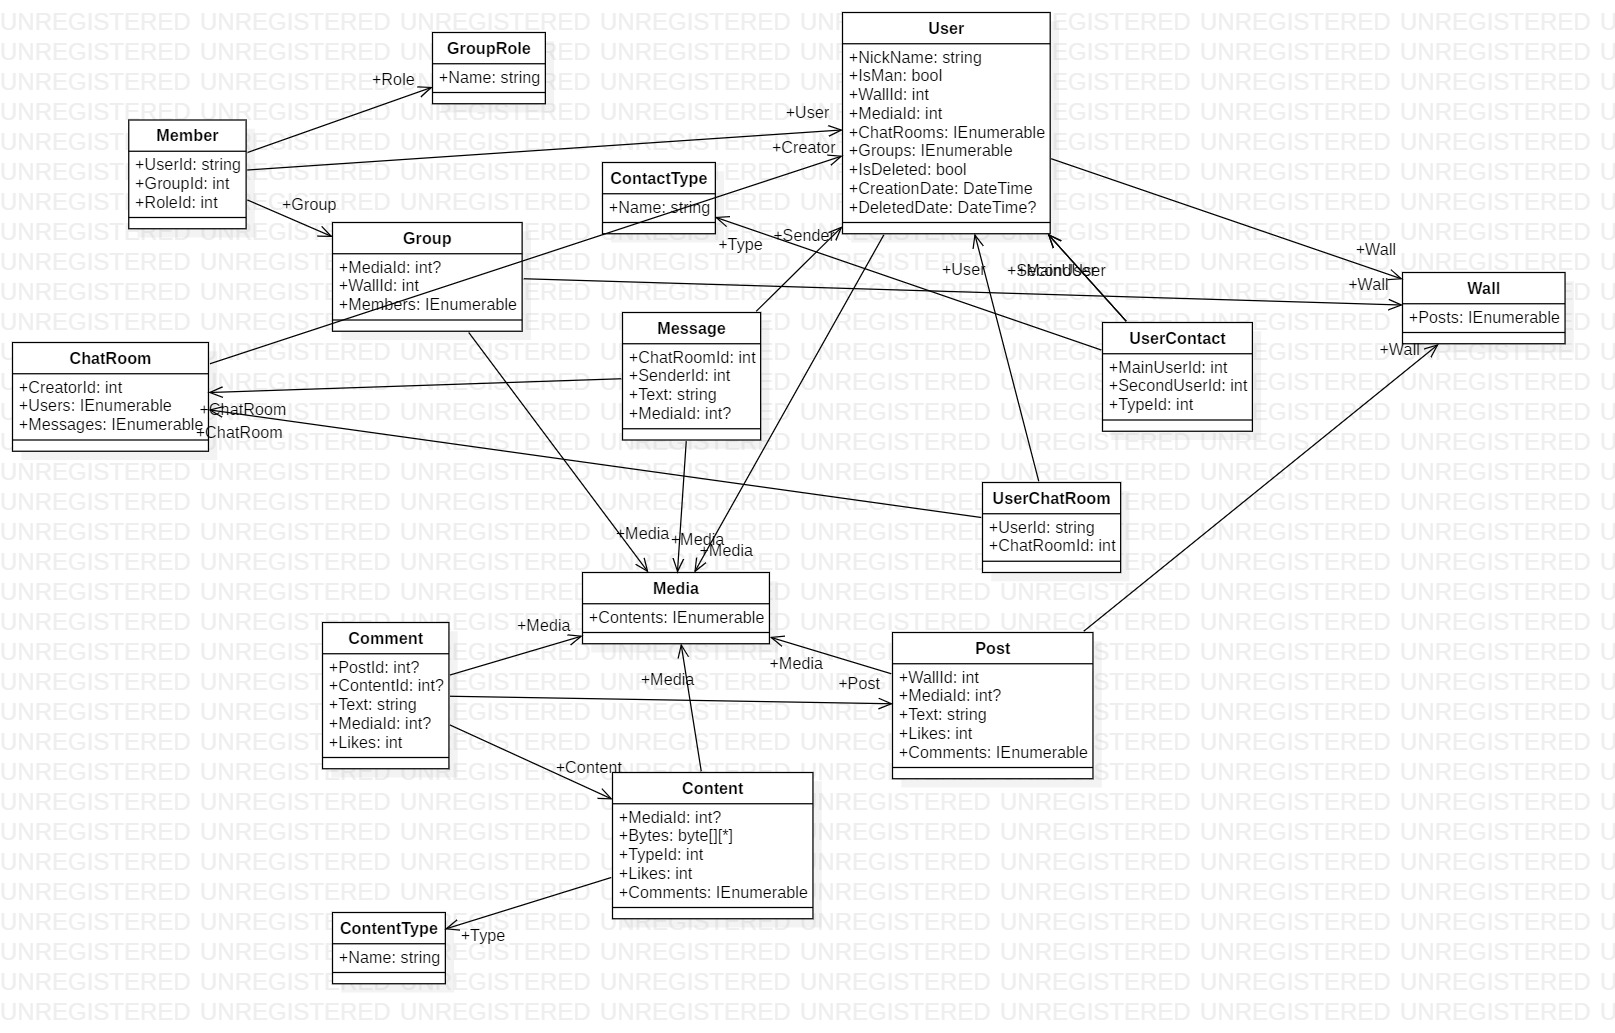 GroupRole
+Name: string
+Role
Member
+UserId: string
+GroupId: int
+RoleId: int
+Group
User
+NickName: string
+IsMan: bool
+WallId: int
+MediaId: int
+ChatRooms: IEnumerable
+Groups: IEnumerable
+IsDeleted: bool
+CreationDate: DateTime
+DeletedDate: DateTime?
+User
+Creator
ContactType
+Name: string
+Type
+Sender
+User
+SecondUser
+MainUser
+Wall
+Wall
Wall
+Posts: IEnumerable
+Wall
Group
+MediaId: int?
+WallId: int
+Members: IEnumerable
Message
+ChatRoomId: int
+SenderId: int
+Text: string
+MediaId: int?
UserContact
+MainUserId: int
+SecondUserId: int
+TypeId: int
ChatRoom
+CreatorId: int
+Users: IEnumerable
+Messages: IEnumerable
+ChatRoom
+ChatRoom
UserChatRoom
+UserId: string
+ChatRoomId: int
+Media
+Media
+Media
Media
+Contents: IEnumerable
+Media
+Media
+Media
Comment
+PostId: int?
+ContentId: int?
+Text: string
+MediaId: int?
+Likes: int
+Post
Post
+WallId: int
+MediaId: int?
+Text: string
+Likes: int
+Comments: IEnumerable
+Content
Content
+MediaId: int?
+Bytes: byte[][*]
+TypeId: int
+Likes: int
+Comments: IEnumerable
ContentType
+Name: string
+Type
UNREGISTERED